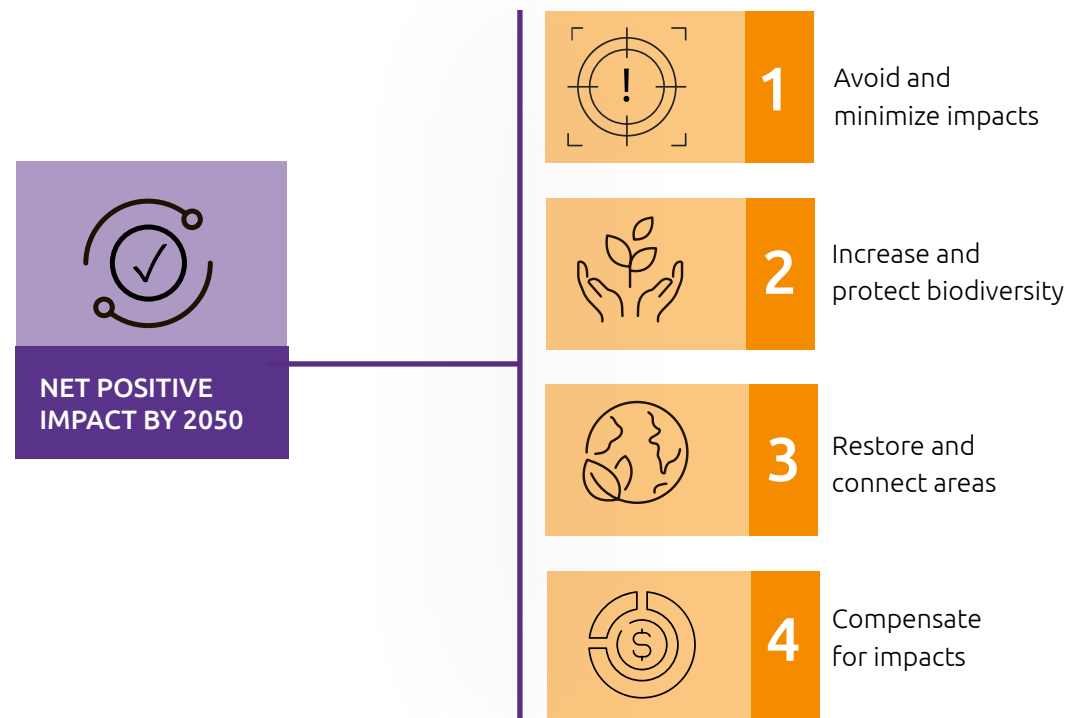 NET POSITIVE
IMPACT BY 2050
!
1
Avoid and
minimize impacts
2
Increase and
protect biodiversity
3
Restore and
connect areas
$
4
Compensate
for impacts